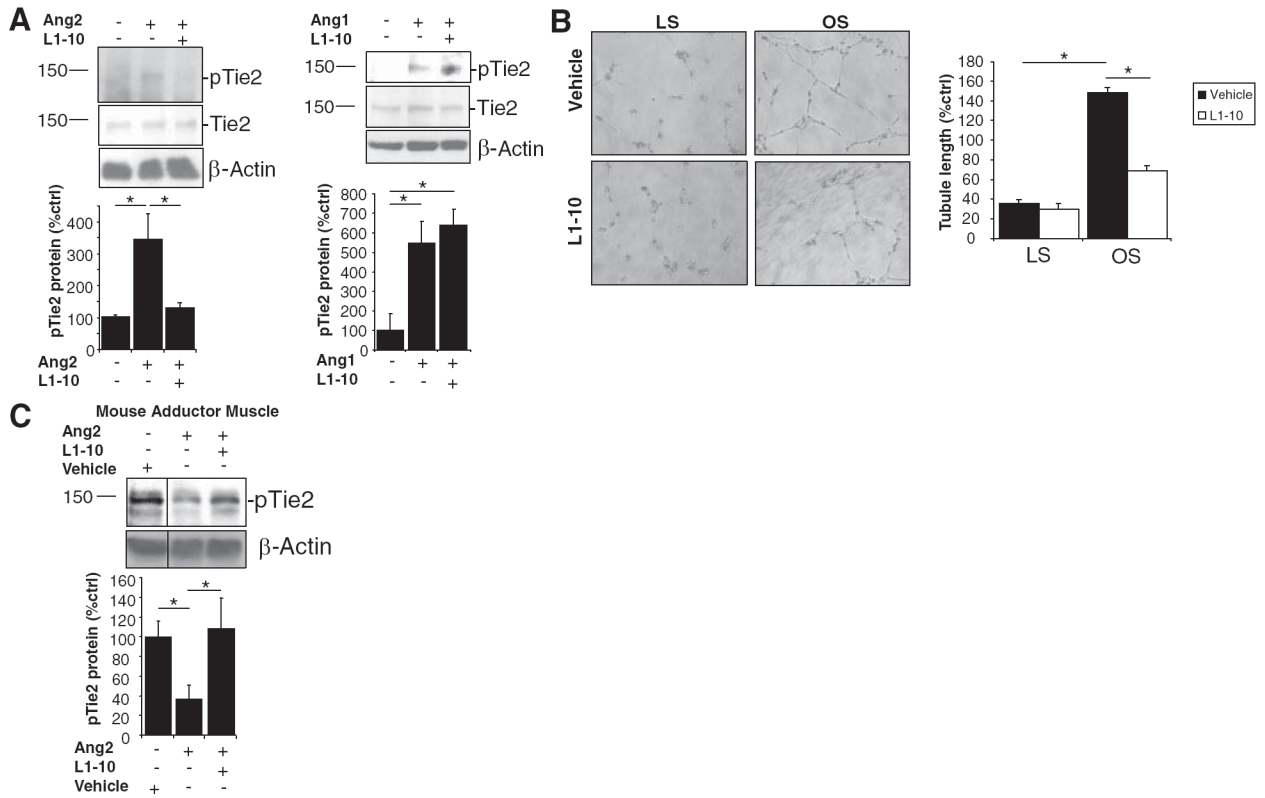 A
Ang2 - + +
L1-10 - - +
150 -pTie2
150 -Tie2
β-Actin
pTie2 protein (%ctrl)
400
300
200
100
0
* *
Ang2 - + +
L1-10 - - +
Ang1 - + +
L1-10 - - +
150 -pTie2
150 -Tie2
β-Actin
pTie2 protein (%ctrl)
800
700
600
500
400
300
200
100
0
*
*
Ang1 - + +
L1-10 - - +
B
LS OS
Vehicle
L1-10
Tubule length (%ctrl)
180
160
140
120
100
80
60
40
20
0
*
*
LS OS
Vehicle
L1-10
C
Mouse Adductor Muscle
Ang2 - + +
L1-10 - - +
Vehicle + - -
150 -pTie2
β-Actin
pTie2 protein (%ctrl)
160
140
120
100
80
60
40
20
0
*
*
Ang2 - + +
L1-10 - - +
Vehicle + - -